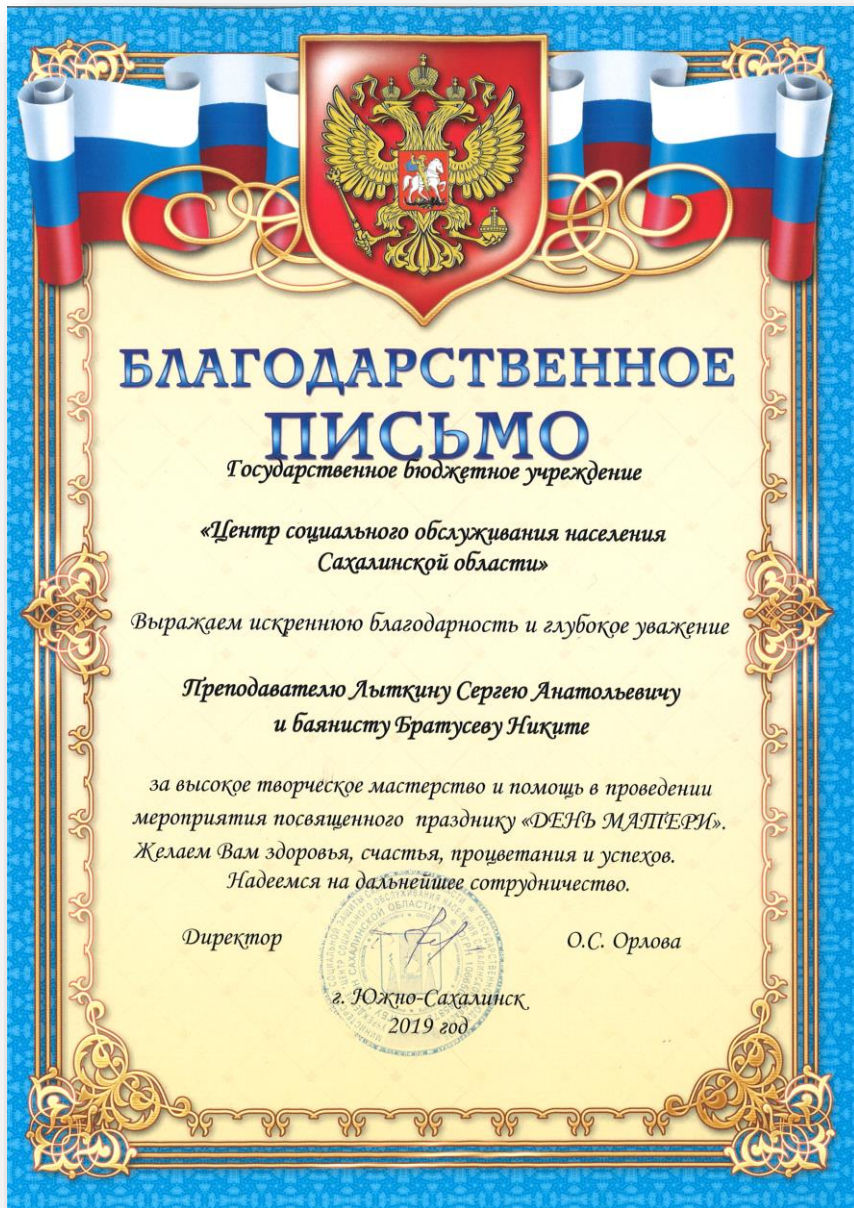 БЛАГОДАРСТВЕННОЕ
ПИСЬМО
Государственное бюджетное учреждение
«Центр социального обслуживания населения
Сахалинской области»
Выражаем искреннюю благодарность и глубокое уважение
Преподавателю Лыткину Сергею Анатольевичу
и баянисту Братусеву Никите
за высокое творческое мастерство и помощь в проведении
мероприятия посвященного празднику «ДЕНЬ МАТЕРИ».
Желаем Вам здоровья, счастья, процветания и успехов.
Надеемся на дальнейшее сотрудничество.
Директор О.С. Орлова
г. Южно-Сахалинск
2019 год